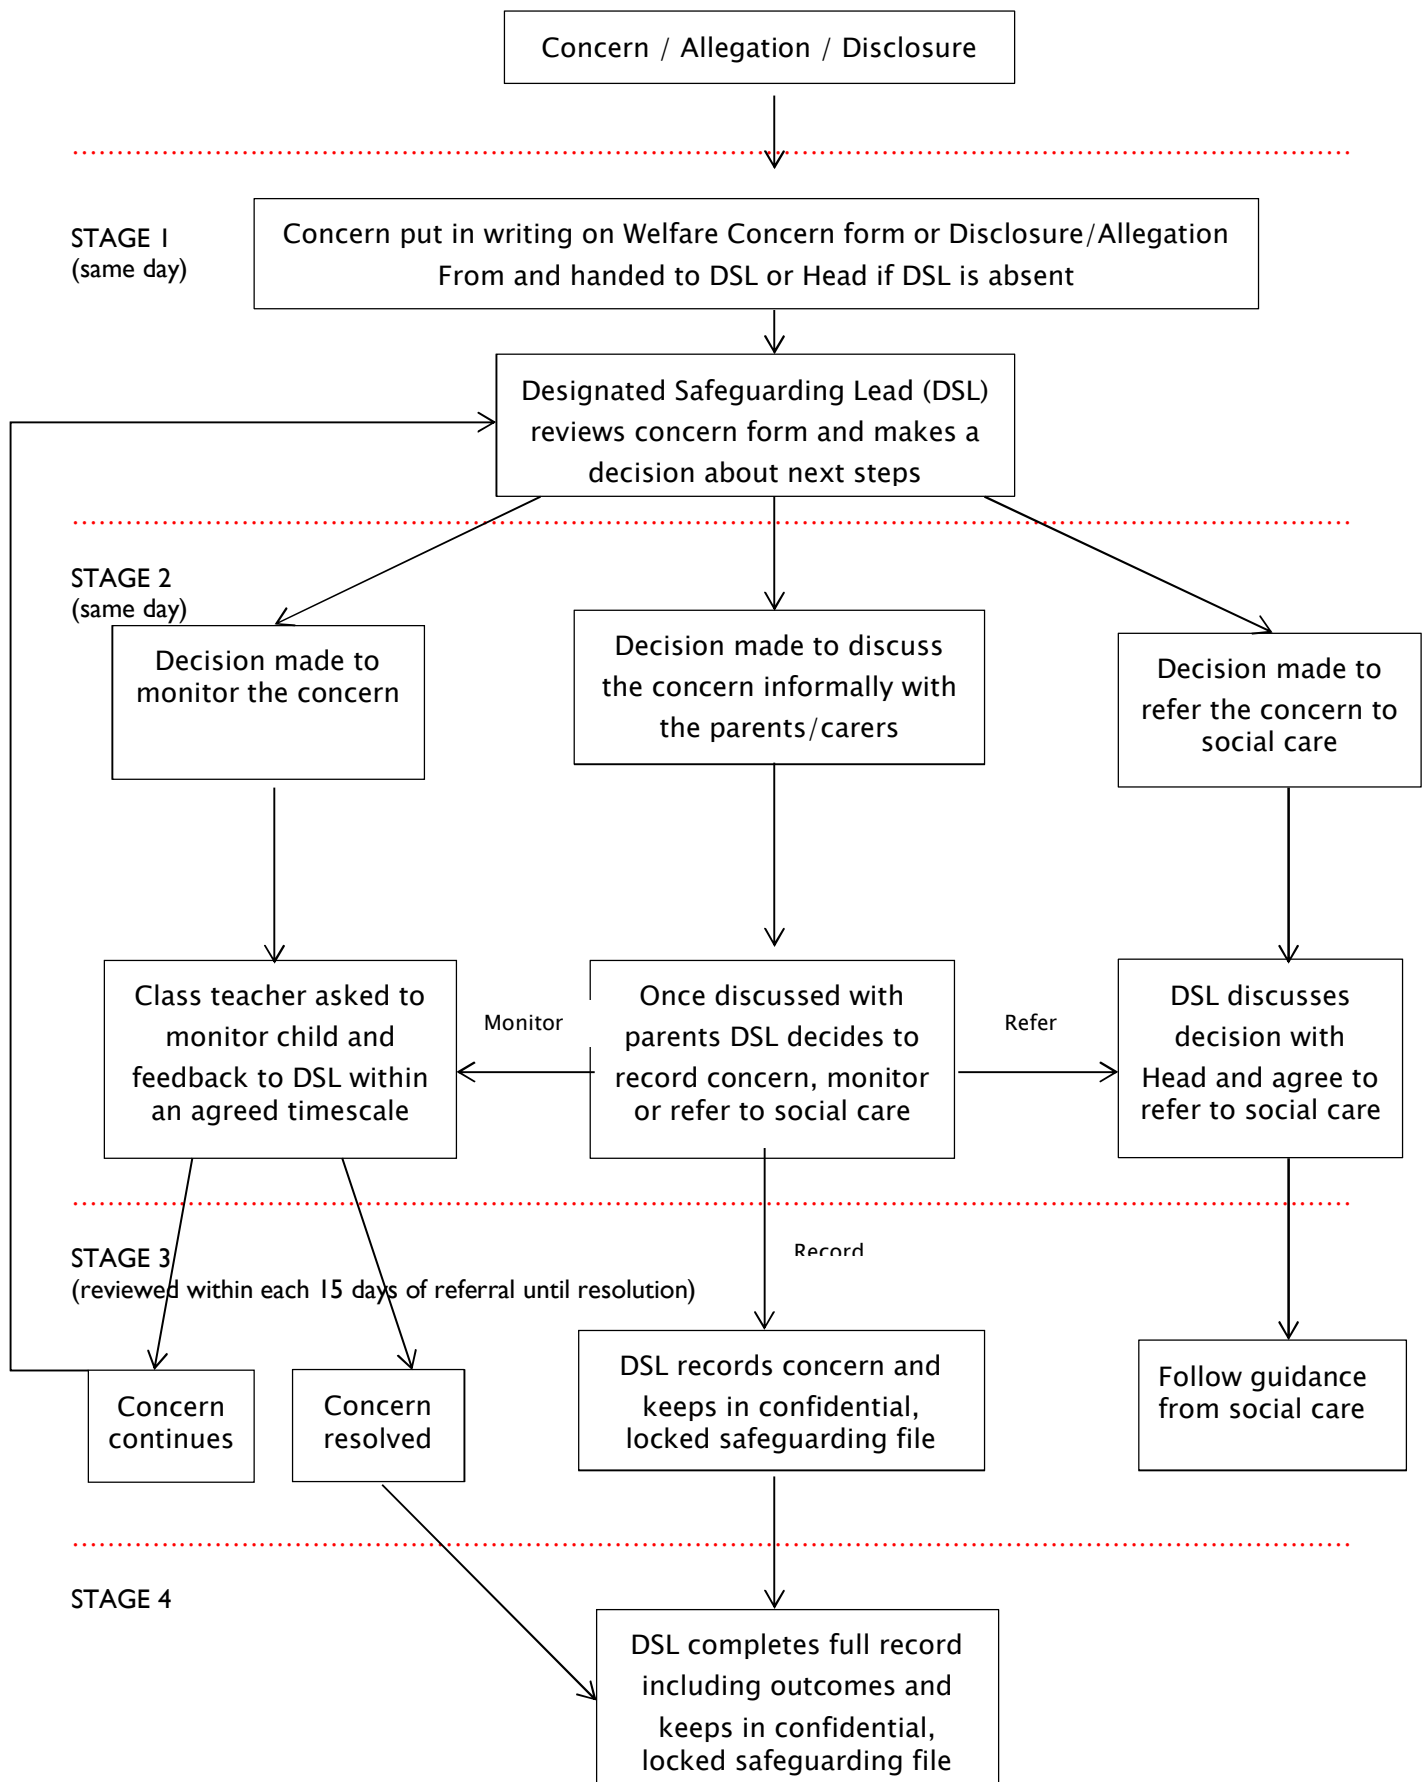 Concern / Allegation / Disclosure
STAGE 1
(same day)
Concern put in writing on Welfare Concern form or Disclosure/Allegation
From and handed to DSL or Head if DSL is absent
Designated Safeguarding Lead (DSL)
reviews concern form and makes a
decision about next steps
STAGE 2
(same day)
Decision made to
monitor the concern
Decision made to discuss
the concern informally with
the parents/carers
Decision made to
refer the concern to
social care
Class teacher asked to
monitor child and
feedback to DSL within
an agreed timescale
Monitor
Once discussed with
parents DSL decides to
record concern, monitor
or refer to social care
Refer
DSL discusses
decision with
Head and agree to
refer to social care
STAGE 3
(reviewed within each 15 days of referral until resolution)
Record
Concern
continues
Concern
resolved
DSL records concern and
keeps in confidential,
locked safeguarding file
Follow guidance
from social care
STAGE 4
DSL completes full record
including outcomes and
keeps in confidential,
locked safeguarding file